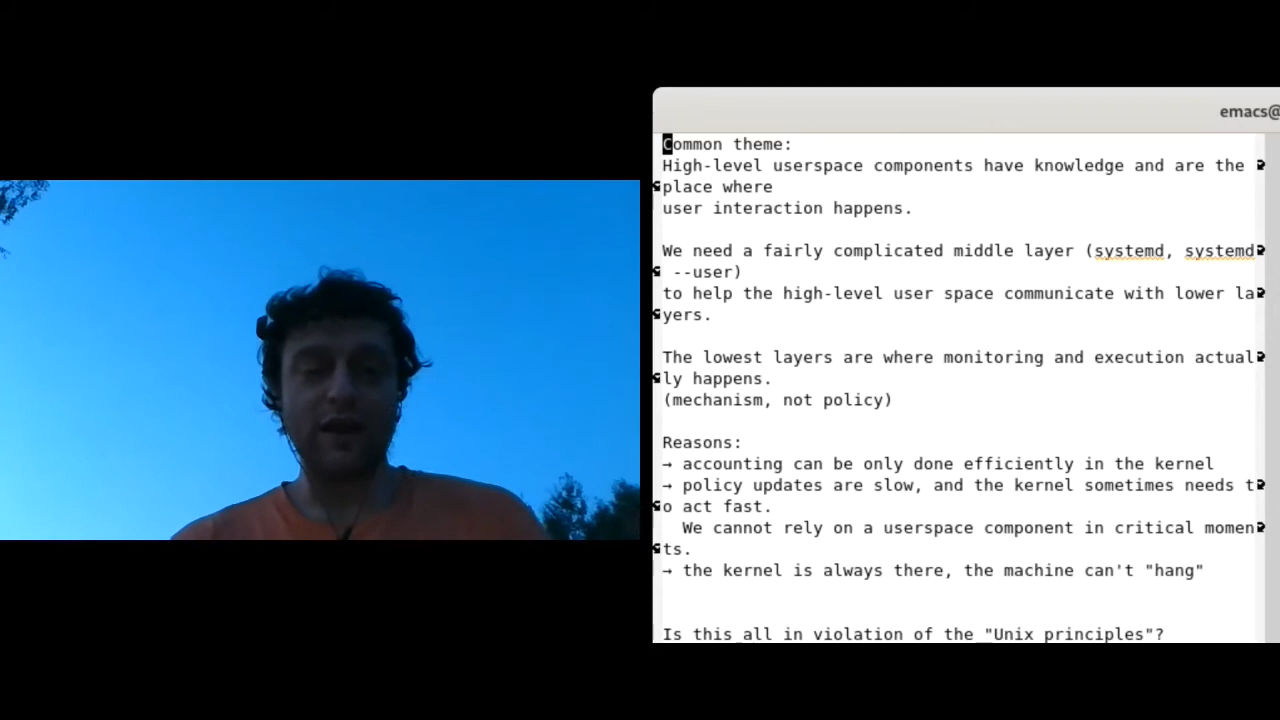 emacs@
Common theme:
High-level userspace components have knowledge and are the
place where
user interaction happens.
We need a fairly complicated middle layer (systemd, systemd
--user)
to help the high-level user space communicate with lower la
yers.
The lowest layers are where monitoring and execution actual
ly happens.
(mechanism, not policy)
Reasons:
→ accounting can be only done efficiently in the kernel
→ policy updates are slow, and the kernel sometimes needs t
o act fast.
We cannot rely on a userspace component in critical momen
ts.
→ the kernel is always there, the machine can't "hang"
Is this all in violation of the "Unix principles"?